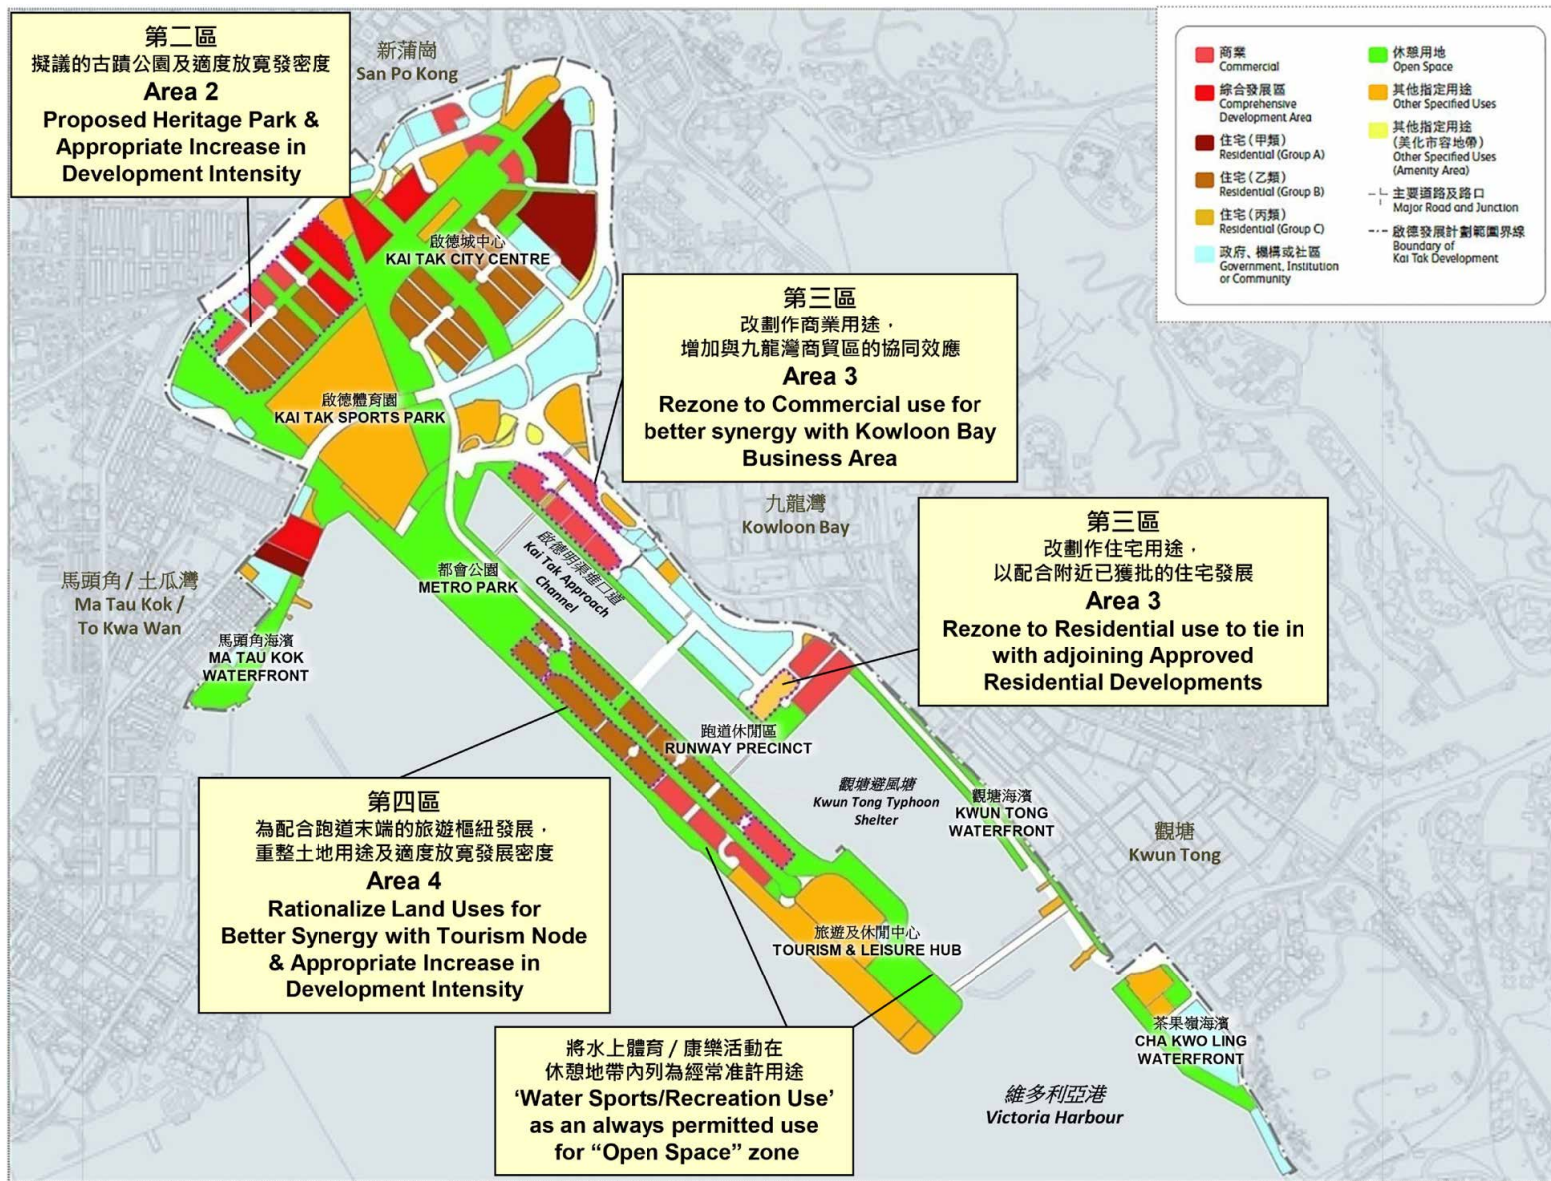 第二區
擬議的古蹟公園及適度放寬發密度
Area 2
Proposed Heritage Park &
Appropriate Increase in
Development Intensity
新蒲崗
San Po Kong
商業
Commercial
綜合發展區
Comprehensive
Development Area
住宅(甲類)
Residential (Group A)
住宅(乙類)
Residential (Group B)
住宅(丙類)
Residential (Group C)
政府、機構或社區
Government, Institution
or Community
休憩用地
Open Space
其他指定用途
Other Specified Uses
其他指定用途
(美化市容地帶)
Other Specified Uses
(Amenity Area)
主要道路及路口
Major Road and Junction
啟德發展計劃範圍界線
Boundary of
Kai Tak Development
啟德城中心
KAI TAK CITY CENTRE
第三區
改劃作商業用途，
增加與九龍灣商貿區的協同效應
Area 3
Rezone to Commercial use for
better synergy with Kowloon Bay
Business Area
啟德體育園
KAI TAK SPORTS PARK
九龍灣
Kowloon Bay
第三區
改劃作住宅用途，
以配合附近已獲批的住宅發展
Area 3
Rezone to Residential use to tie in
with adjoining Approved
Residential Developments
都會公園
METRO PARK
啟德明渠進口道
Kai Tak Approach
Channel
馬頭角/土瓜灣
Ma Tau Kok /
To Kwa Wan
馬頭角海濱
MA TAU KOK
WATERFRONT
跑道休閒區
RUNWAY PRECINCT
觀塘避風塘
Kwun Tong Typhoon
Shelter
觀塘海濱
KWUN TONG
WATERFRONT
觀塘
Kwun Tong
第四區
為配合跑道末端的旅遊樞紐發展，
重整土地用途及適度放寬發展密度
Area 4
Rationalize Land Uses for
Better Synergy with Tourism Node
& Appropriate Increase in
Development Intensity
旅遊及休閒中心
TOURISM & LEISURE HUB
茶果嶺海濱
CHA KWO LING
WATERFRONT
將水上體育/康樂活動在
休憩地帶內列為經常准許用途
‘Water Sports/Recreation Use’
as an always permitted use
for “Open Space” zone
維多利亞港
Victoria Harbour